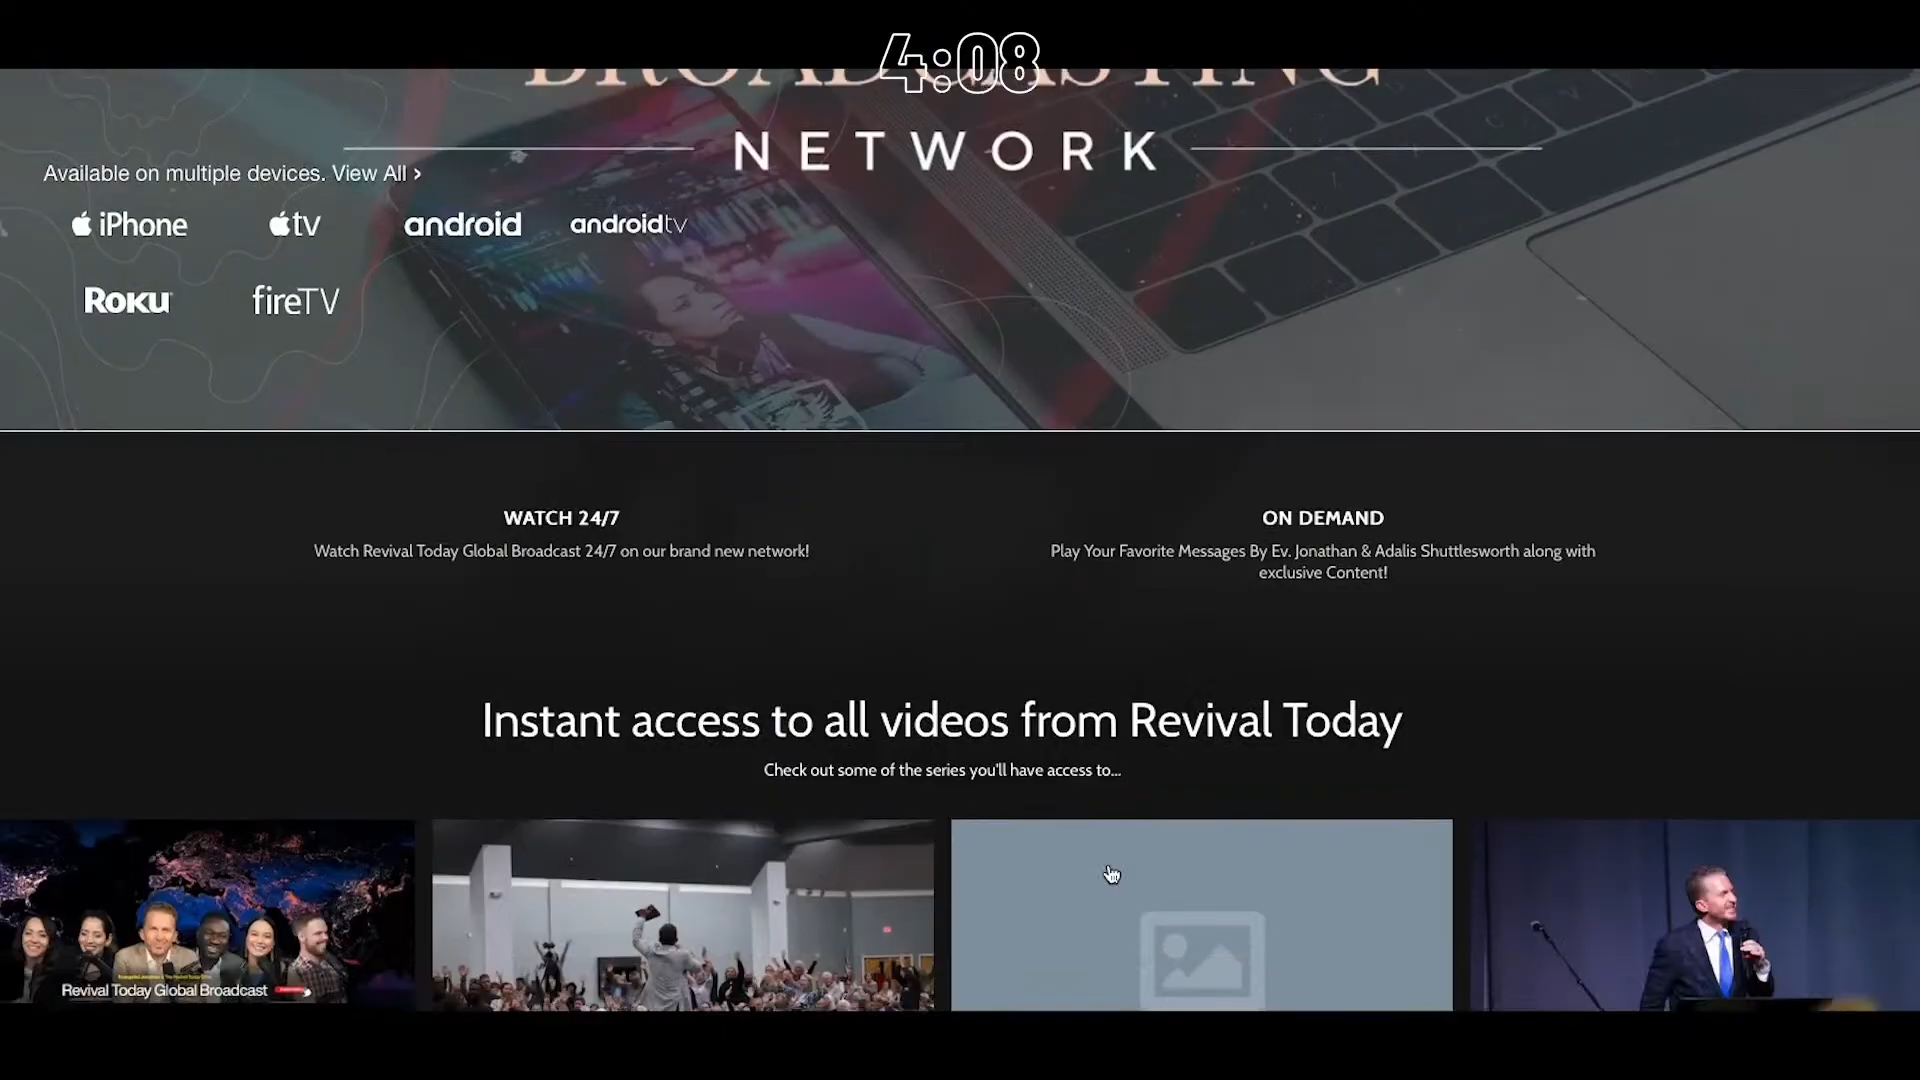 4:08
BROADCASTING
NETWORK
Available on multiple devices. View All >
iPhone
tv
android
androidtv
Roku
fireTV
WATCH 24/7
Watch Revival Today Global Broadcast 24/7 on our brand new network!
ON DEMAND
Play Your Favorite Messages By Ev. Jonathan & Adalis Shuttlesworth along with
exclusive Content!
Instant access to all videos from Revival Today
Check out some of the series you'll have access to...
Revival Today Global Broadcast